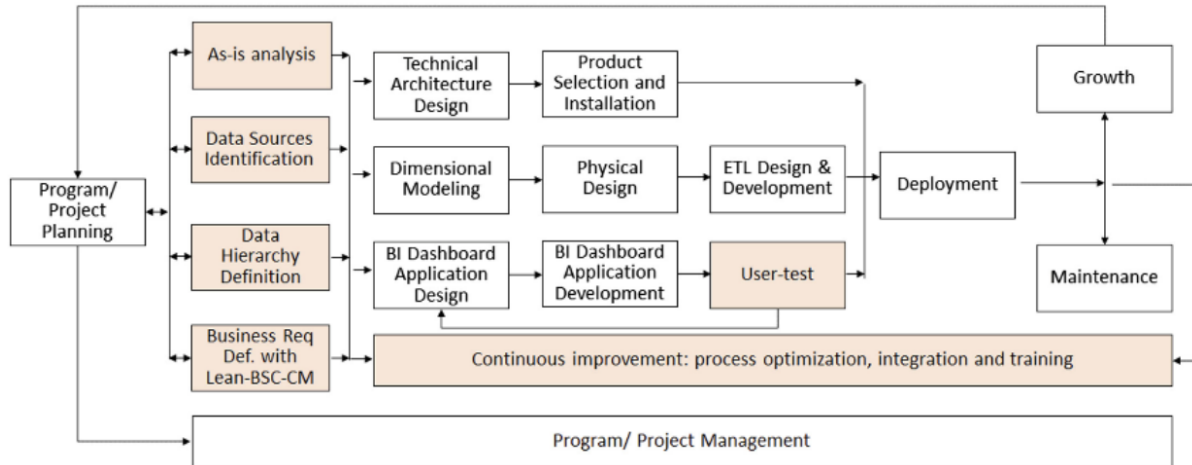 As-is analysis
Data Sources
Identification
Data
Hierarchy
Definition
Business Req
Def. with
Lean-BSC-CM
Program/
Project
Planning
Technical
Architecture
Design
Product
Selection and
Installation
Dimensional
Modeling
Physical
Design
ETL Design &
Development
BI Dashboard
Application
Design
BI Dashboard
Application
Development
User-test
Deployment
Growth
Maintenance
Continuous improvement: process optimization, integration and training
Program/ Project Management